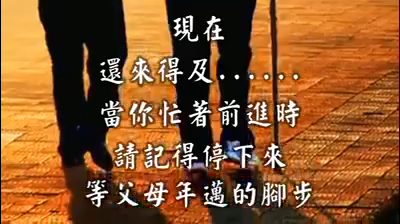 現在
還來得及......
當你忙著前進時
請記得停下來
等父母年邁的腳步